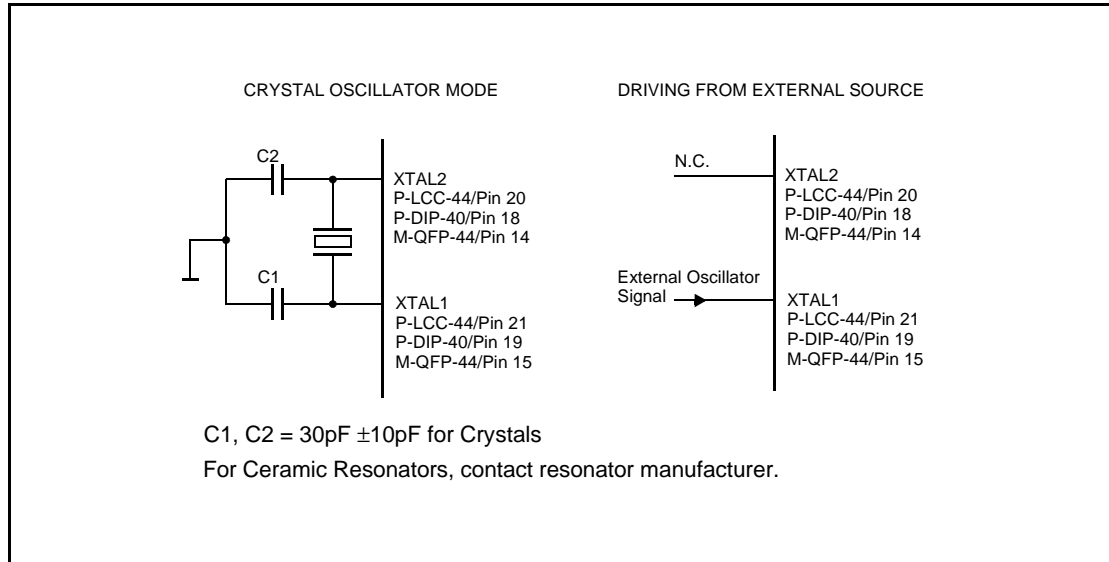 CRYSTAL OSCILLATOR MODE
C2
XTAL2
P-LCC-44/Pin 20
P-DIP-40/Pin 18
M-QFP-44/Pin 14
C1
XTAL1
P-LCC-44/Pin 21
P-DIP-40/Pin 19
M-QFP-44/Pin 15
DRIVING FROM EXTERNAL SOURCE
N.C.
XTAL2
P-LCC-44/Pin 20
P-DIP-40/Pin 18
M-QFP-44/Pin 14
External Oscillator
Signal
XTAL1
P-LCC-44/Pin 21
P-DIP-40/Pin 19
M-QFP-44/Pin 15
C1, C2 = 30pF ±10pF for Crystals
For Ceramic Resonators, contact resonator manufacturer.